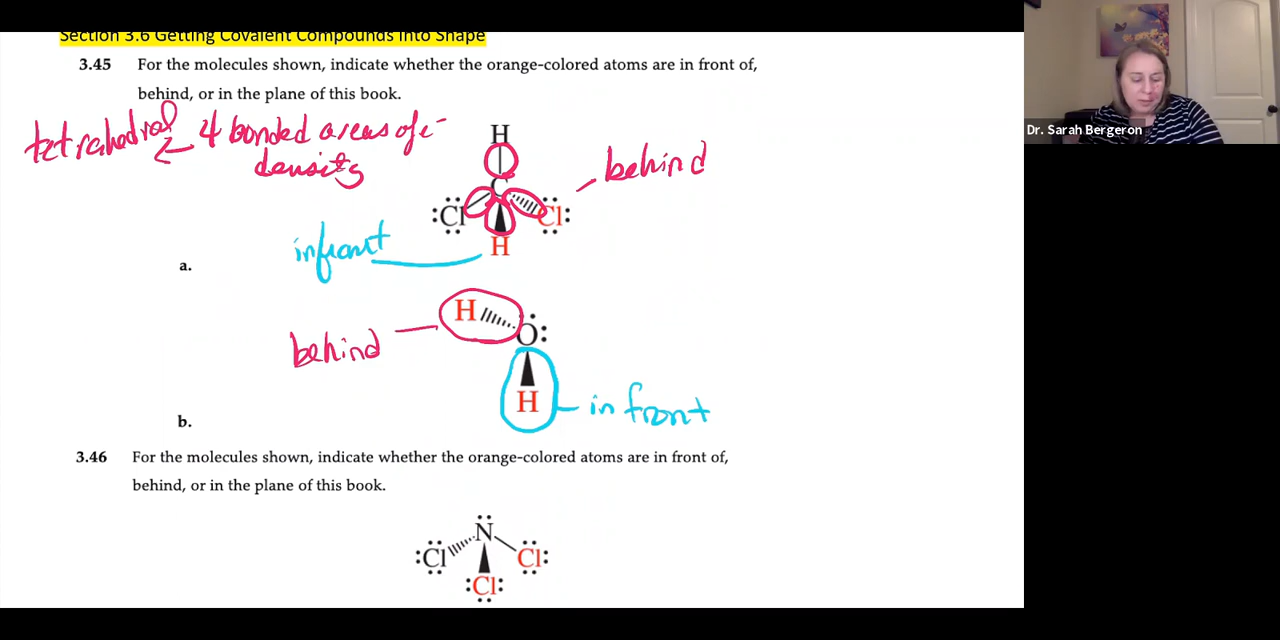 Section 3.6 Getting Covalent Compounds Into Shape
3.45 For the molecules shown, indicate whether the orange-colored atoms are in front of,
behind, or in the plane of this book.
Dr. Sarah Bergeron
tetrahedral 4 bonded areas of e-
density
H
behind
C
:Cl Cl:
H
infront
a.
H
O:
behind
H
in front
b.
3.46 For the molecules shown, indicate whether the orange-colored atoms are in front of,
behind, or in the plane of this book.
N
:Cl Cl:
:Cl: